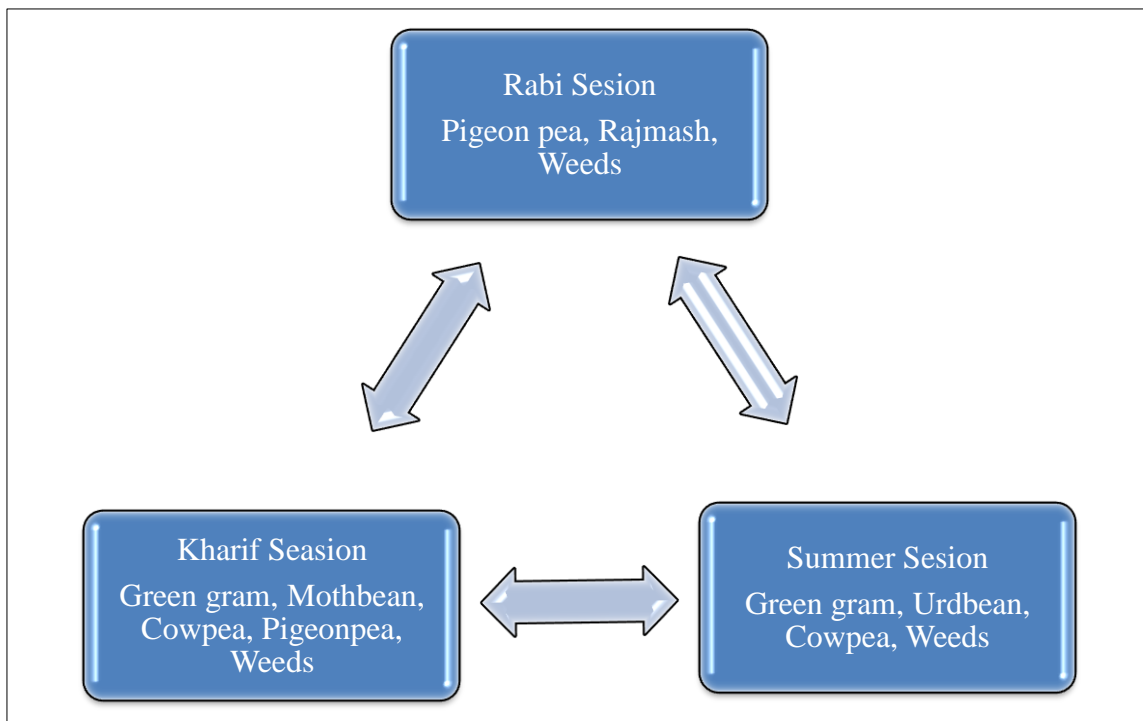 Rabi Sesion
Pigeon pea, Rajmash,
Weeds
Kharif Seasion
Green gram, Mothbean,
Cowpea, Pigeonpea,
Weeds
Summer Sesion
Green gram, Urdbean,
Cowpea, Weeds